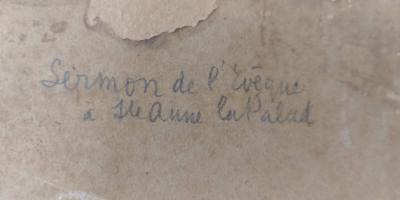 Sermon de l'Evêque
à Ste Anne la Palud